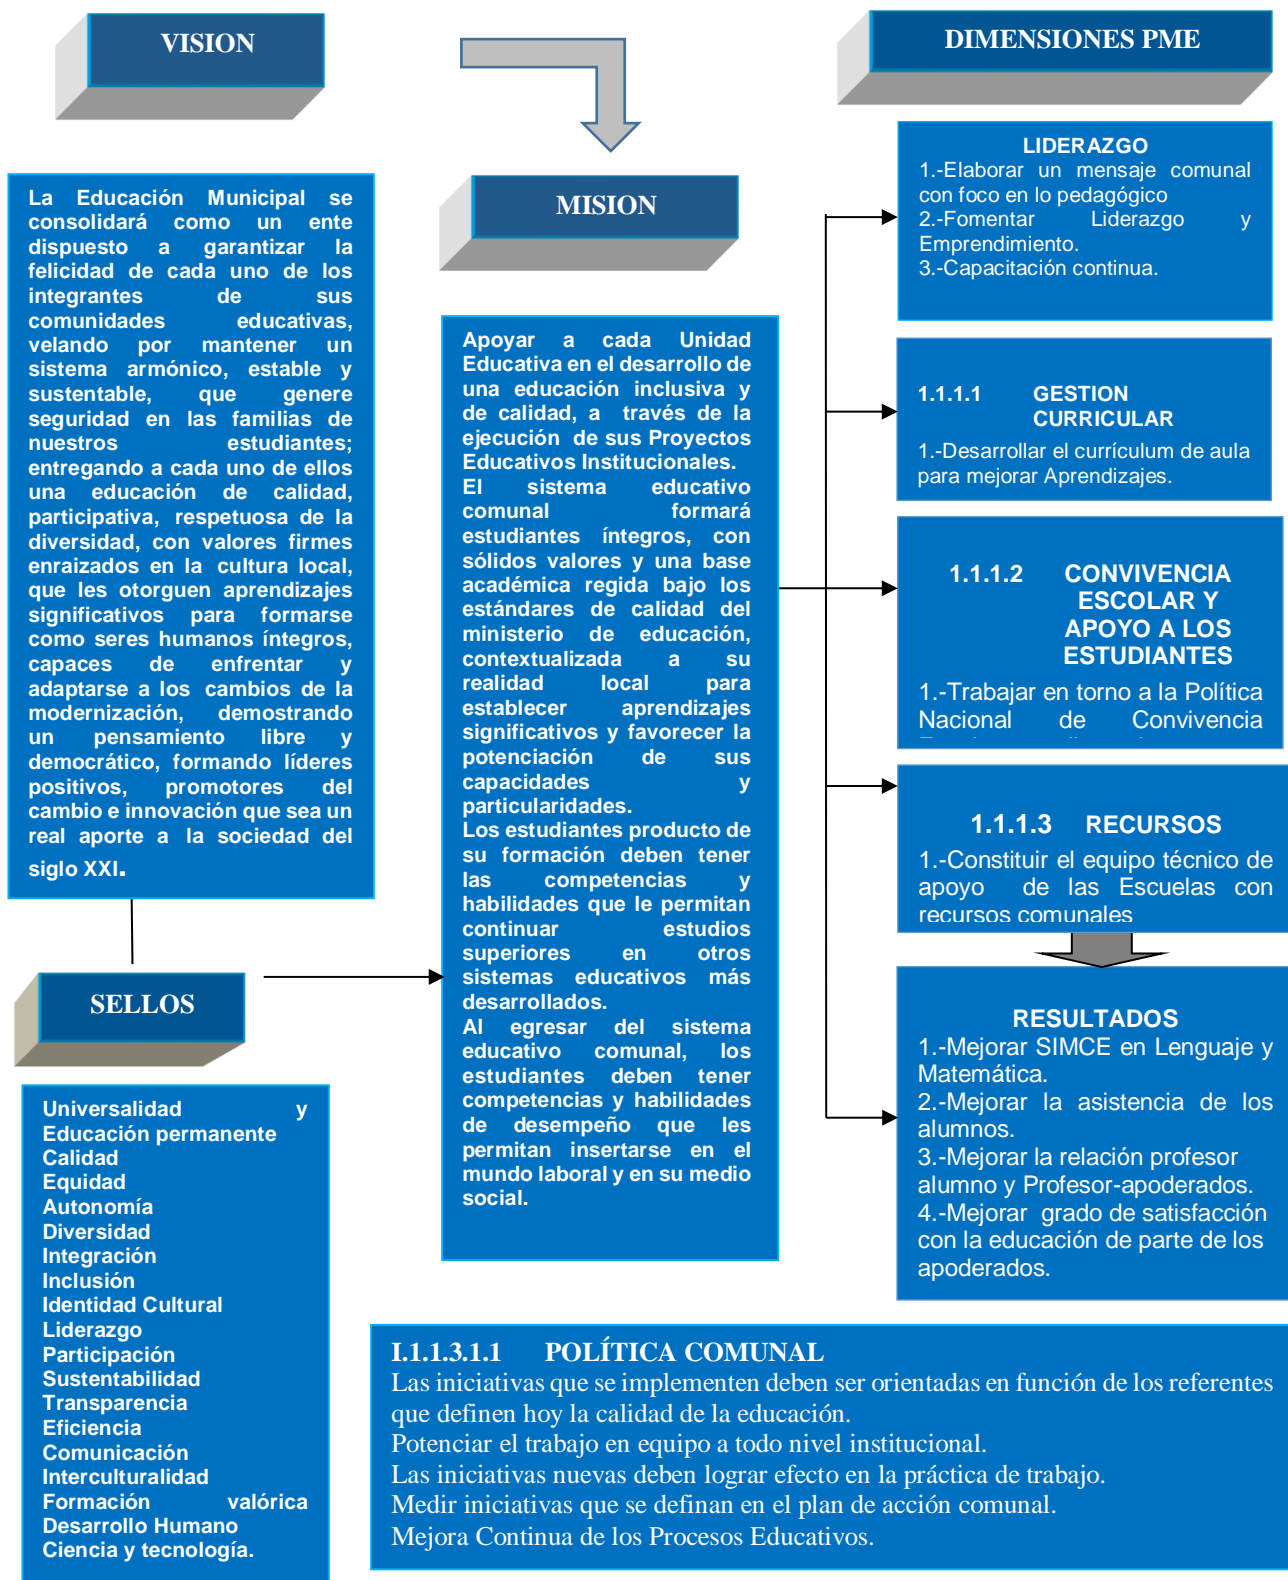 VISION
La Educación Municipal se
consolidará como un ente
dispuesto a garantizar la
felicidad de cada uno de los
integrantes de sus
comunidades educativas,
velando por mantener un
sistema armónico, estable y
sustentable, que genere
seguridad en las familias de
nuestros estudiantes;
entregando a cada uno de ellos
una educación de calidad,
participativa, respetuosa de la
diversidad, con valores firmes
enraizados en la cultura local,
que les otorguen aprendizajes
significativos para formarse
como seres humanos íntegros,
capaces de enfrentar y
adaptarse a los cambios de la
modernización, demostrando
un pensamiento libre y
democrático, formando líderes
positivos, promotores del
cambio e innovación que sea un
real aporte a la sociedad del
siglo XXI.
SELLOS
Universalidad y
Educación permanente
Calidad
Equidad
Autonomía
Diversidad
Integración
Inclusión
Identidad Cultural
Liderazgo
Participación
Sustentabilidad
Transparencia
Eficiencia
Comunicación
Interculturalidad
Formación valórica
Desarrollo Humano
Ciencia y tecnología.
MISION
Apoyar a cada Unidad
Educativa en el desarrollo de
una educación inclusiva y
de calidad, a través de la
ejecución de sus Proyectos
Educativos Institucionales.
El sistema educativo
comunal formará
estudiantes íntegros, con
sólidos valores y una base
académica regida bajo los
estándares de calidad del
ministerio de educación,
contextualizada a su
realidad local para
establecer aprendizajes
significativos y favorecer la
potenciación de sus
capacidades y
particularidades.
Los estudiantes producto de
su formación deben tener
las competencias y
habilidades que le permitan
continuar estudios
superiores en otros
sistemas educativos más
desarrollados.
Al egresar del sistema
educativo comunal, los
estudiantes deben tener
competencias y habilidades
de desempeño que les
permitan insertarse en el
mundo laboral y en su medio
social.
DIMENSIONES PME
LIDERAZGO
1.-Elaborar un mensaje comunal
con foco en lo pedagógico
2.-Fomentar Liderazgo y
Emprendimiento.
3.-Capacitación continua.
1.1.1.1 GESTION
CURRICULAR
1.-Desarrollar el currículum de aula
para mejorar Aprendizajes.
1.1.1.2 CONVIVENCIA
ESCOLAR Y
APOYO A LOS
ESTUDIANTES
1.-Trabajar en torno a la Política
Nacional de Convivencia
1.1.1.3 RECURSOS
1.-Constituir el equipo técnico de
apoyo de las Escuelas con
recursos comunales
RESULTADOS
1.-Mejorar SIMCE en Lenguaje y
Matemática.
2.-Mejorar la asistencia de los
alumnos.
3.-Mejorar la relación profesor
alumno y Profesor-apoderados.
4.-Mejorar grado de satisfacción
con la educación de parte de los
apoderados.
I.1.1.3.1.1 POLÍTICA COMUNAL
Las iniciativas que se implementen deben ser orientadas en función de los referentes
que definen hoy la calidad de la educación.
Potenciar el trabajo en equipo a todo nivel institucional.
Las iniciativas nuevas deben lograr efecto en la práctica de trabajo.
Medir iniciativas que se definan en el plan de acción comunal.
Mejora Continua de los Procesos Educativos.